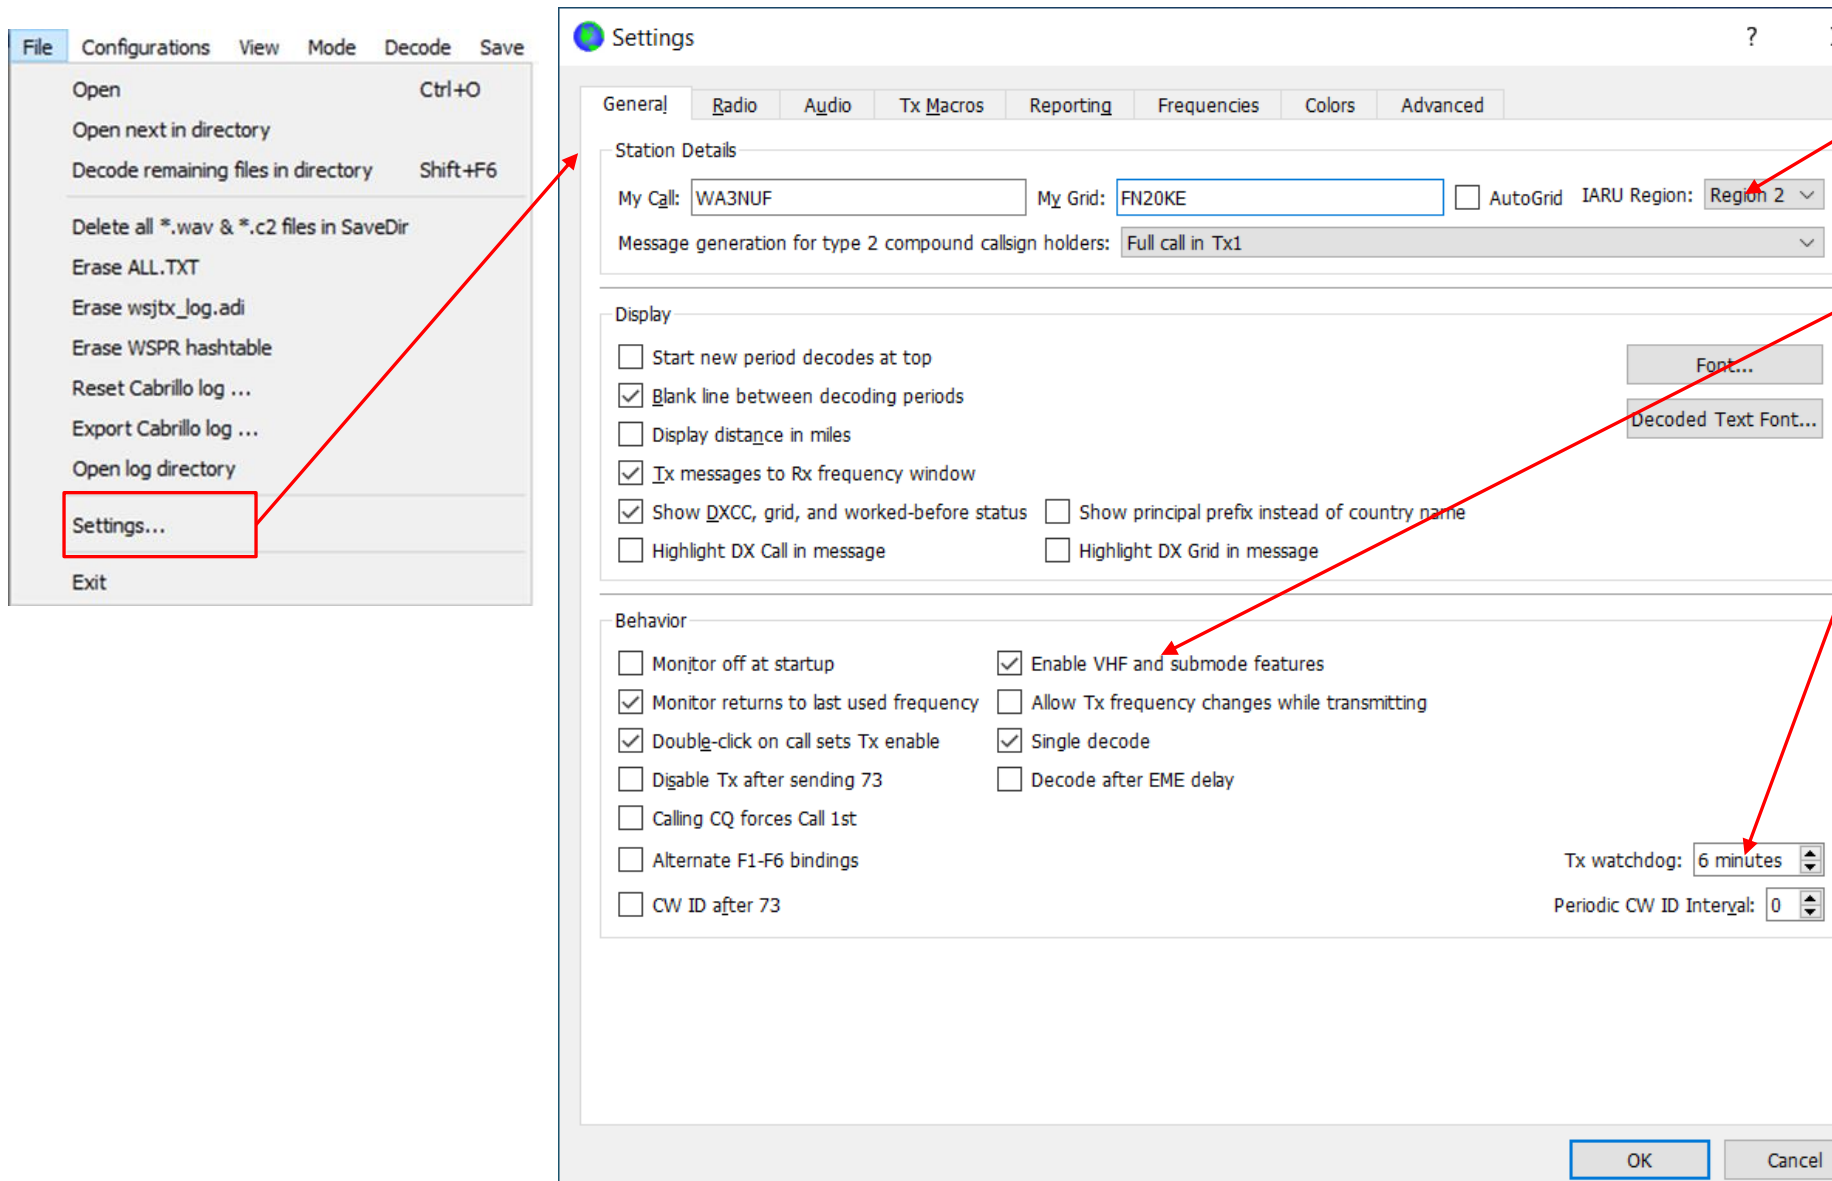 File Configurations View Mode Decode Save
Open Ctrl+O
Open next in directory
Decode remaining files in directory Shift+F6
Delete all *.wav & *.c2 files in SaveDir
Erase ALL.TXT
Erase wsjtx_log.adi
Erase WSPR hashtable
Reset Cabrillo log ...
Export Cabrillo log ...
Open log directory
Settings...
Exit
Settings ?
General Radio Audio Tx Macros Reporting Frequencies Colors Advanced
Station Details
My Call: WA3NUF My Grid: FN20KE AutoGrid IARU Region: Region 2
Message generation for type 2 compound callsign holders: Full call in Tx1
Display
Start new period decodes at top
Font...
Blank line between decoding periods
Decoded Text Font...
Display distance in miles
Tx messages to Rx frequency window
Show DXCC, grid, and worked-before status Show principal prefix instead of country name
Highlight DX Call in message Highlight DX Grid in message
Behavior
Monitor off at startup Enable VHF and submode features
Monitor returns to last used frequency Allow Tx frequency changes while transmitting
Double-click on call sets Tx enable Single decode
Disable Tx after sending 73 Decode after EME delay
Calling CQ forces Call 1st
Alternate F1-F6 bindings Tx watchdog: 6 minutes
CW ID after 73 Periodic CW ID Interval: 0
OK Cancel